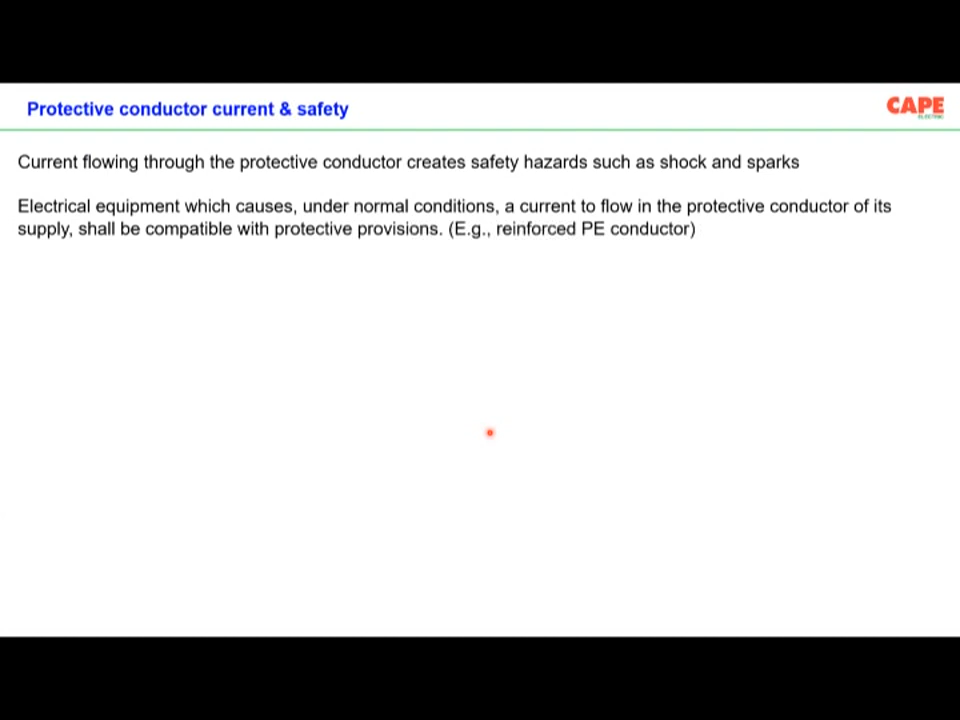 Protective conductor current & safety
CAPE
ELECTRIC
Current flowing through the protective conductor creates safety hazards such as shock and sparks
Electrical equipment which causes, under normal conditions, a current to flow in the protective conductor of its
supply, shall be compatible with protective provisions. (E.g., reinforced PE conductor)